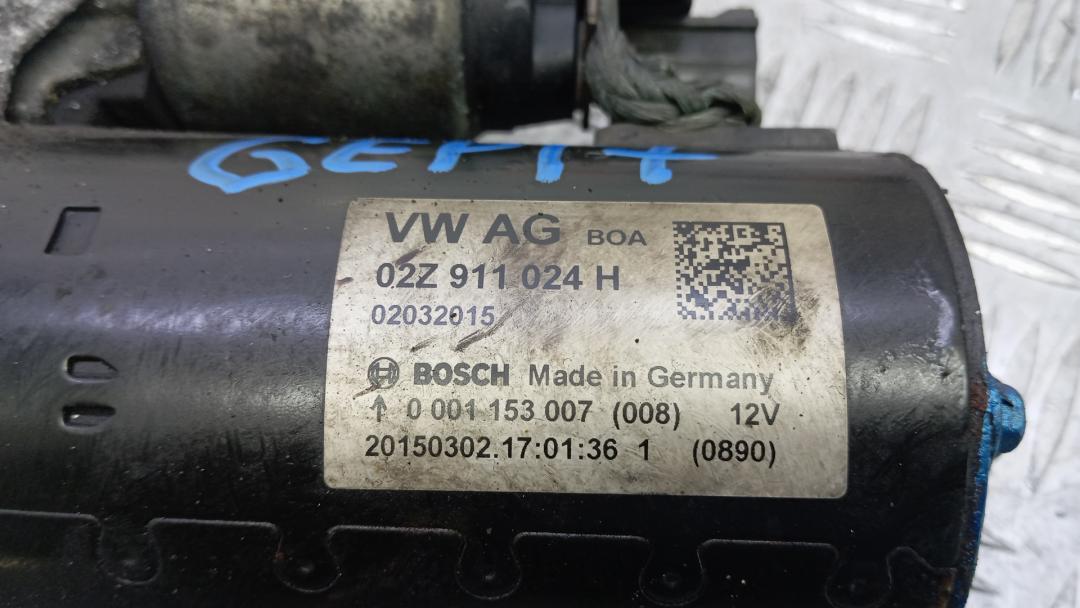 VW AG BOA
02Z 911 024 H
02032015
BOSCH Made in Germany
↑ 0 001 153 007 (008) 12V
20150302.17:01:36 1 (0890)